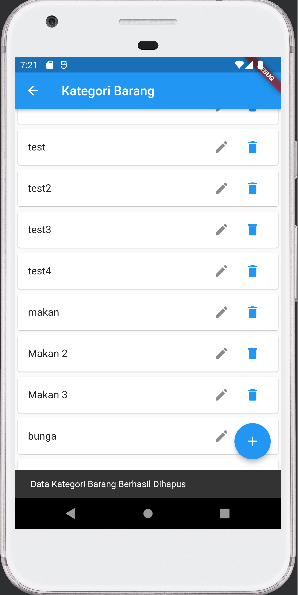 7:21
DEBUG
Kategori Barang
test
test2
test3
test4
makan
Makan 2
Makan 3
bunga
Data Kategori Barang Berhasil Dihapus